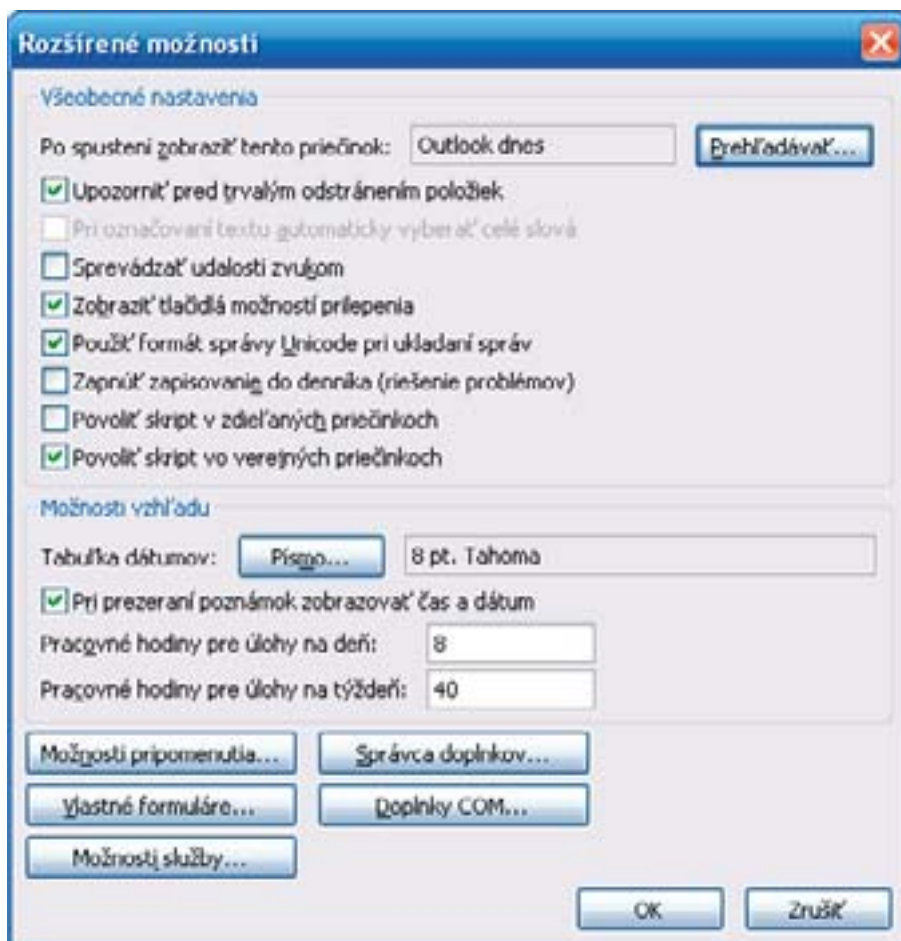 Rozšírené možnosti
Všeobecné nastavenia
Po spustení zobraziť tento priečinok: Outlook dnes Prehľadávať...
Upozorniť pred trvalým odstránením položiek
Pri označovaní textu automaticky vyberať celé slová
Sprevádzať udalosti zvukom
Zobraziť tlačidlá možností prilepenia
Použiť formát správy Unicode pri ukladaní správ
Zapnúť zapisovanie do denníka (riešenie problémov)
Povoliť skript v zdieľaných priečinkoch
Povoliť skript vo verejných priečinkoch
Možnosti vzhľadu
Tabuľka dátumov: Písmo... 8 pt. Tahoma
Pri prezeraní poznámok zobrazovať čas a dátum
Pracovné hodiny pre úlohy na deň: 8
Pracovné hodiny pre úlohy na týždeň: 40
Možnosti pripomenutia... Správca doplnkov...
Vlastné formuláre... Doplnky COM...
Možnosti služby...
OK Zrušiť